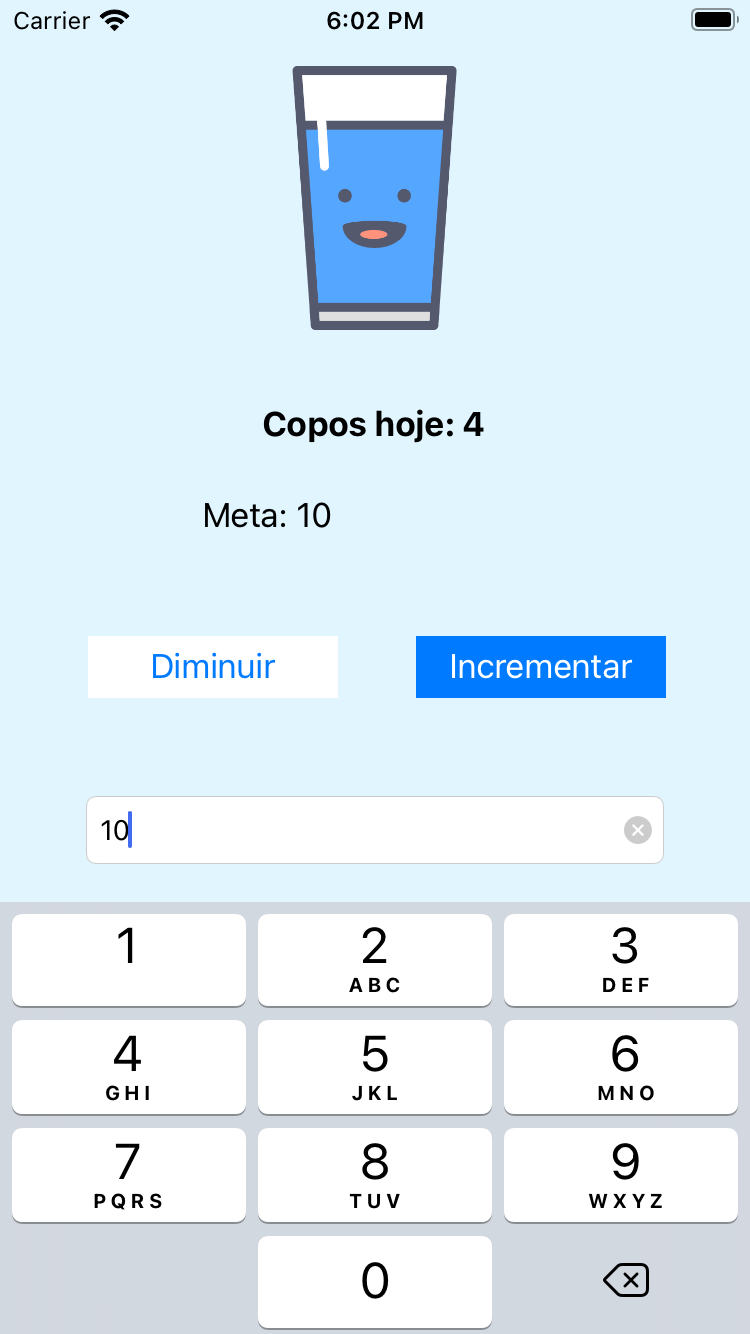 Carrier 6:02 PM
Copos hoje: 4
Meta: 10
Diminuir Incrementar
10
1 2 3
ABC DEF
4 5 6
GHI JKL MNO
7 8 9
PQRS TUV WXYZ
0